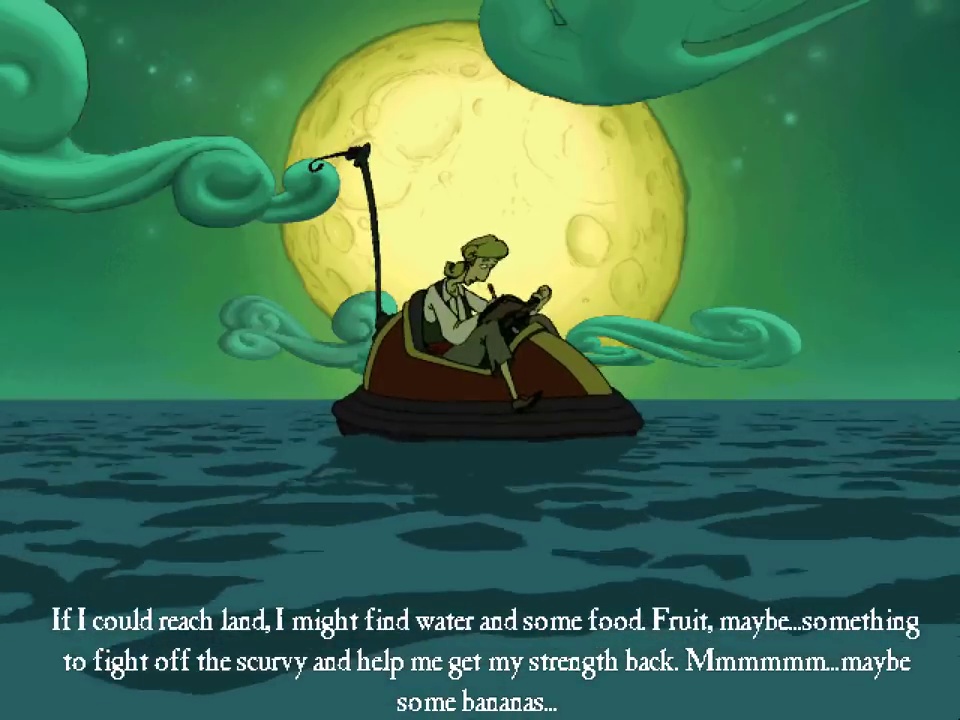 If I could reach land, I might find water and some food. Fruit, maybe...something
to fight off the scurvy and help me get my strength back. Mmmmmm...maybe
some bananas...